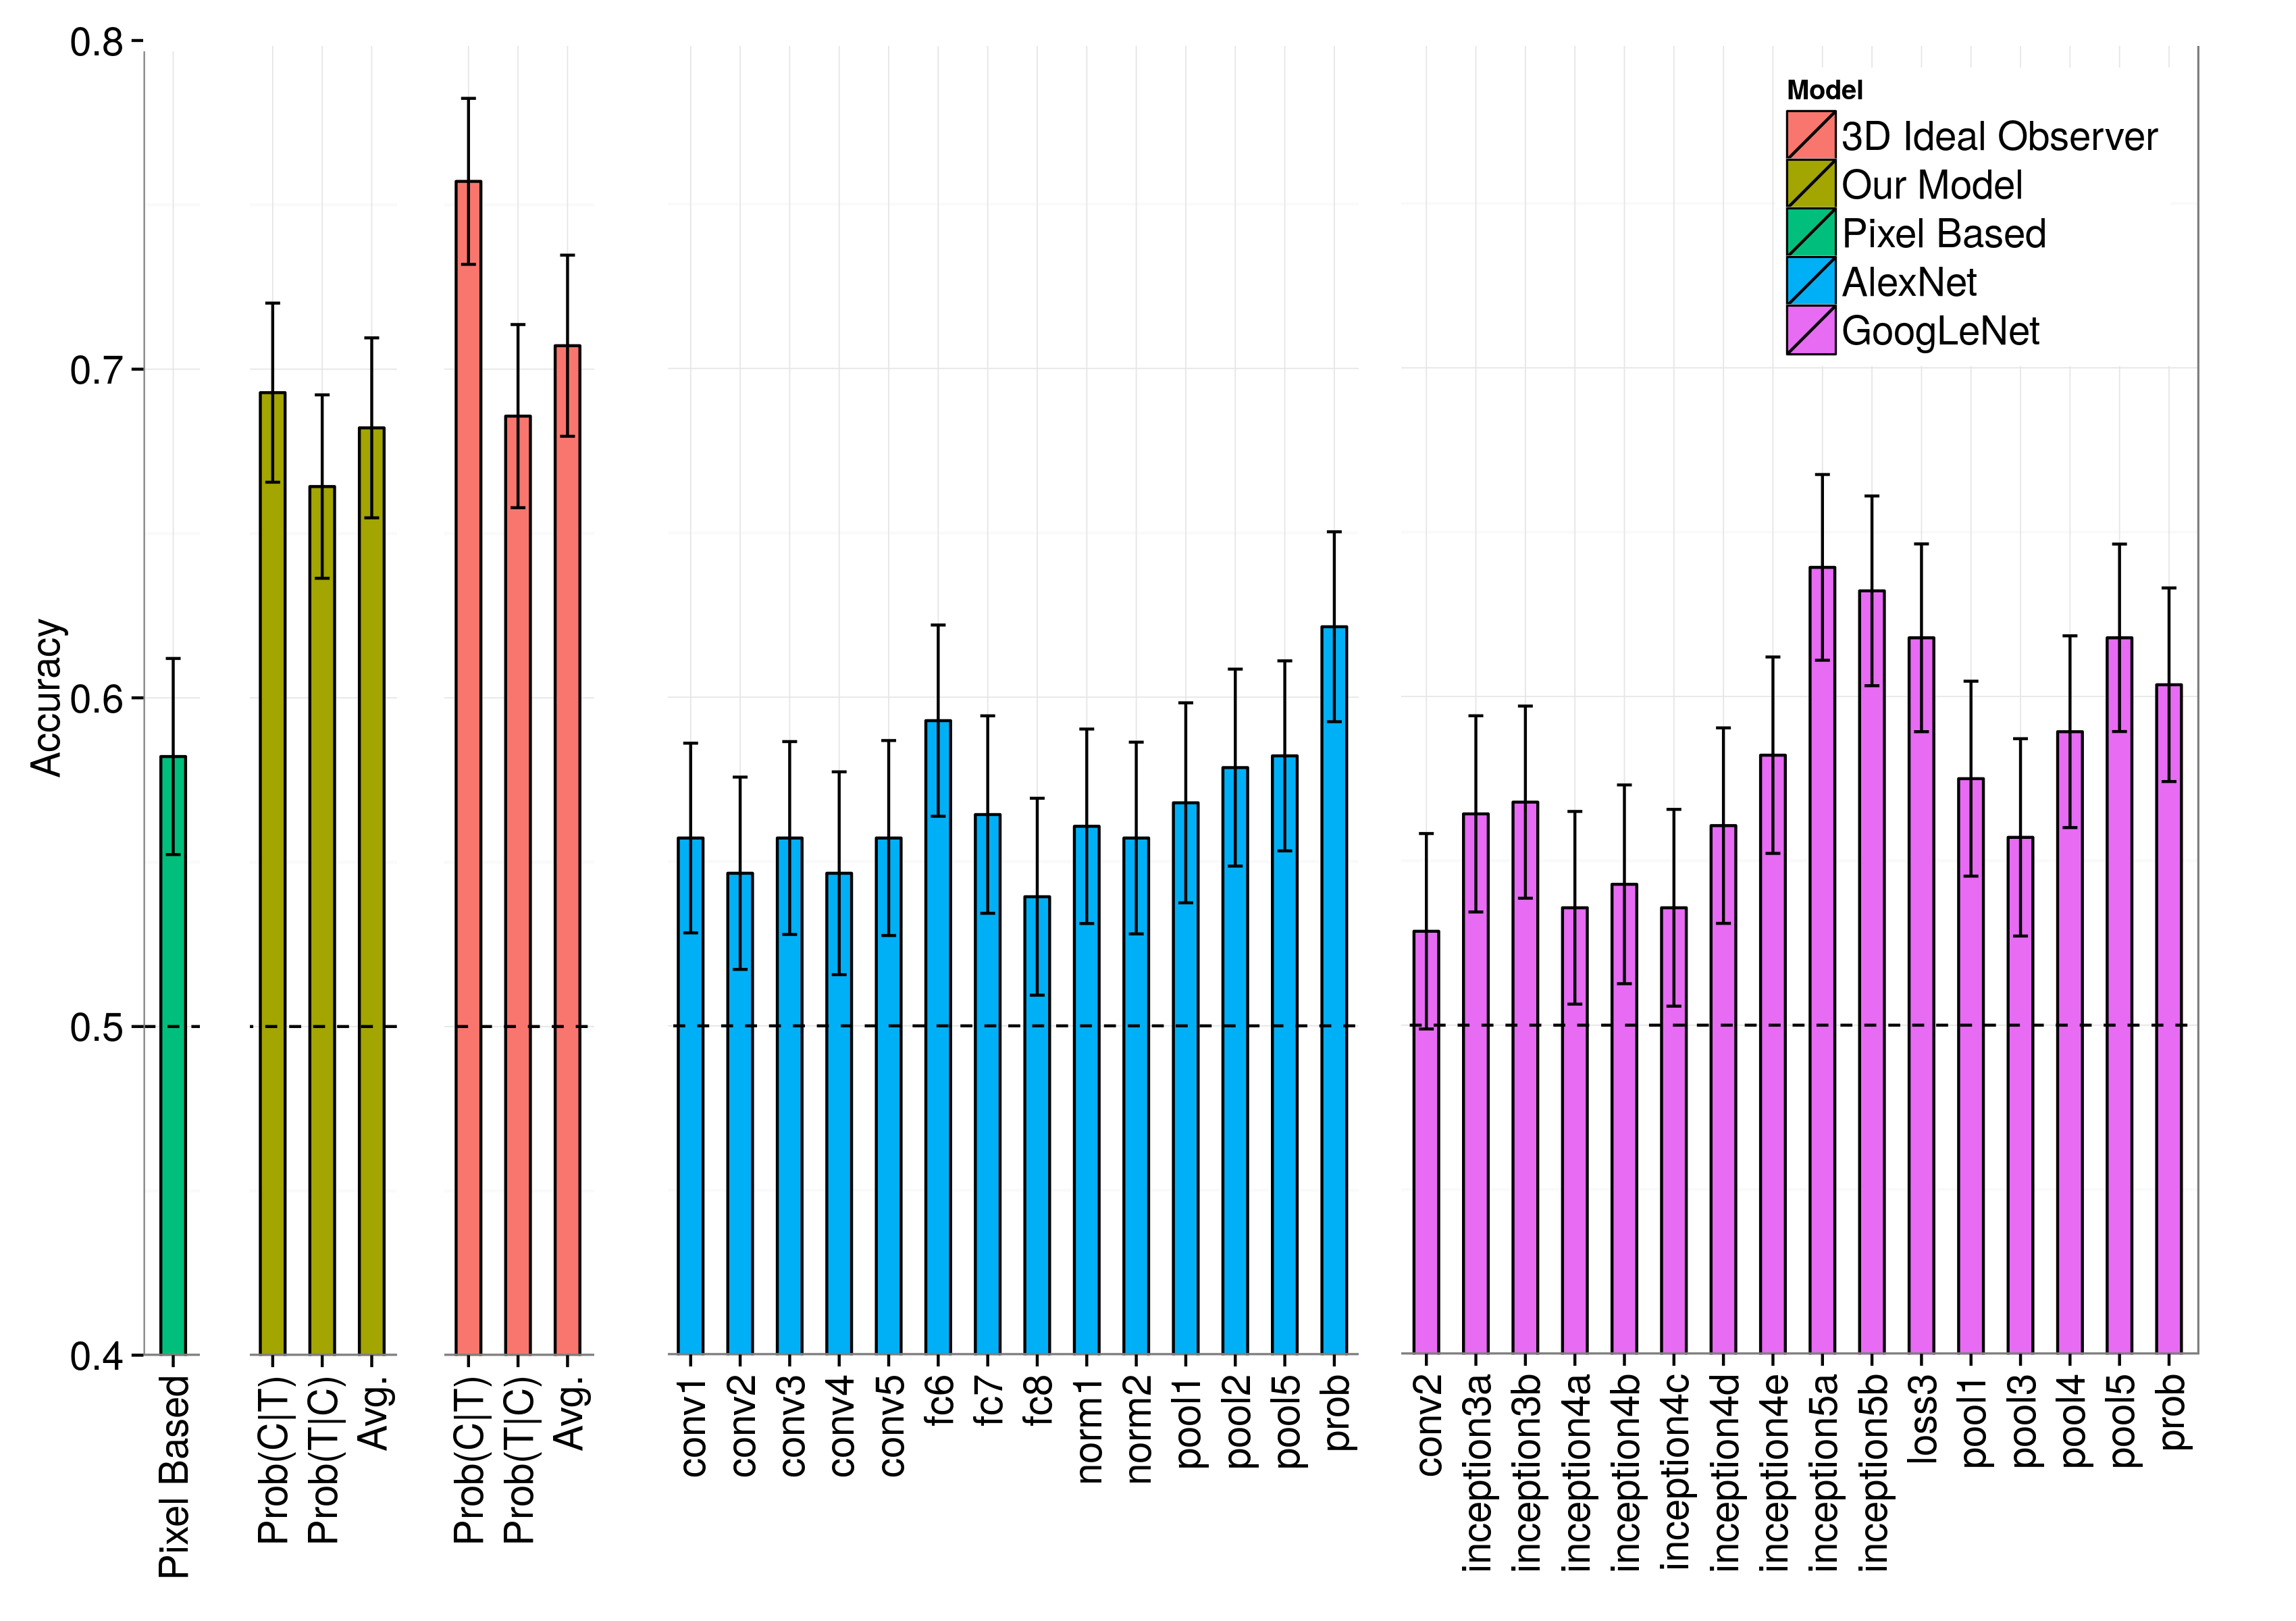 0.8
0.7
0.6
0.5
0.4
Accuracy
Model
3D Ideal Observer
Our Model
Pixel Based
AlexNet
GoogLeNet
Pixel Based
Prob(C|T)
Prob(T|C)
Avg.
Prob(C|T)
Prob(T|C)
Avg.
conv1
conv2
conv3
conv4
conv5
fc6
fc7
fc8
norm1
norm2
pool1
pool2
pool5
prob
conv2
inception3a
inception3b
inception4a
inception4b
inception4c
inception4d
inception4e
inception5a
inception5b
loss3
pool1
pool3
pool4
pool5
prob